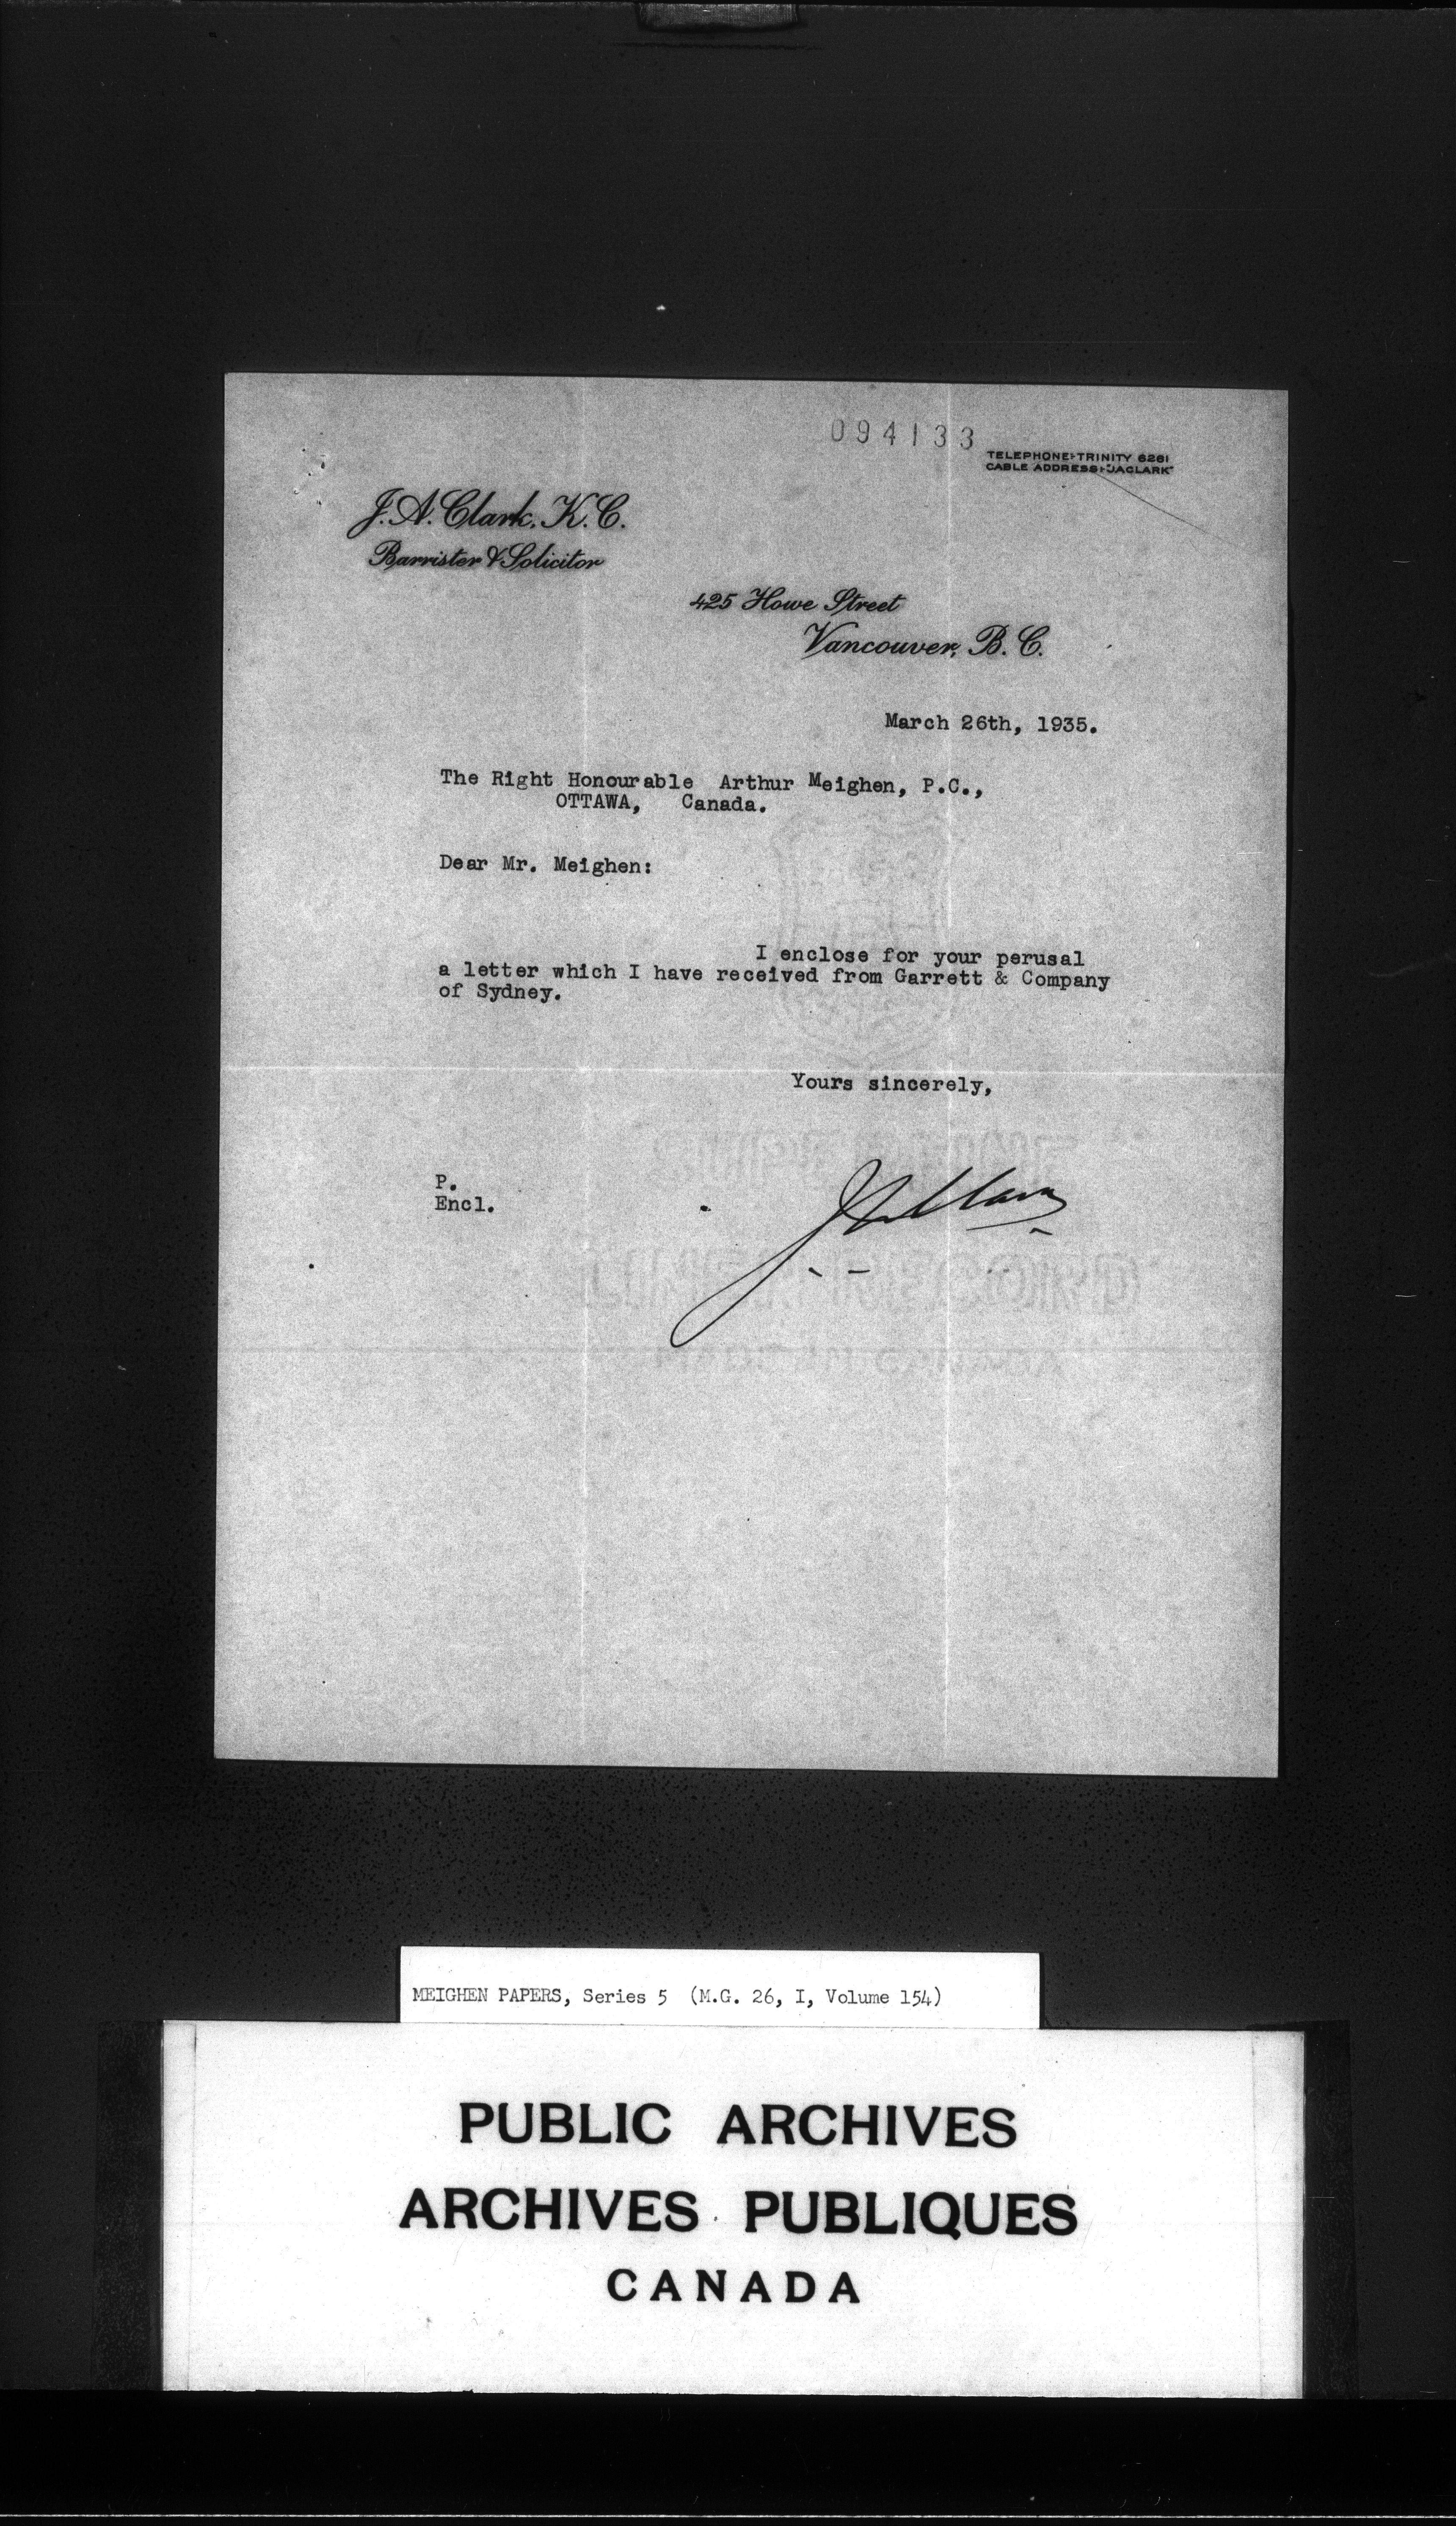 094133
TELEPHONE: TRINITY 6261
CABLE ADDRESS: "JACLARK"
J. A. Clark, K. C.
Barrister & Solicitor
425 Howe Street
Vancouver, B. C.
March 26th, 1935.
The Right Honourable Arthur Meighen, P.C.,
OTTAWA, Canada.
Dear Mr. Meighen:
I enclose for your perusal
a letter which I have received from Garrett & Company
of Sydney.
Yours sincerely,
P.
Encl.
J A Clark
MEIGHEN PAPERS, Series 5 (M.G. 26, I, Volume 154)
PUBLIC ARCHIVES
ARCHIVES PUBLIQUES
CANADA